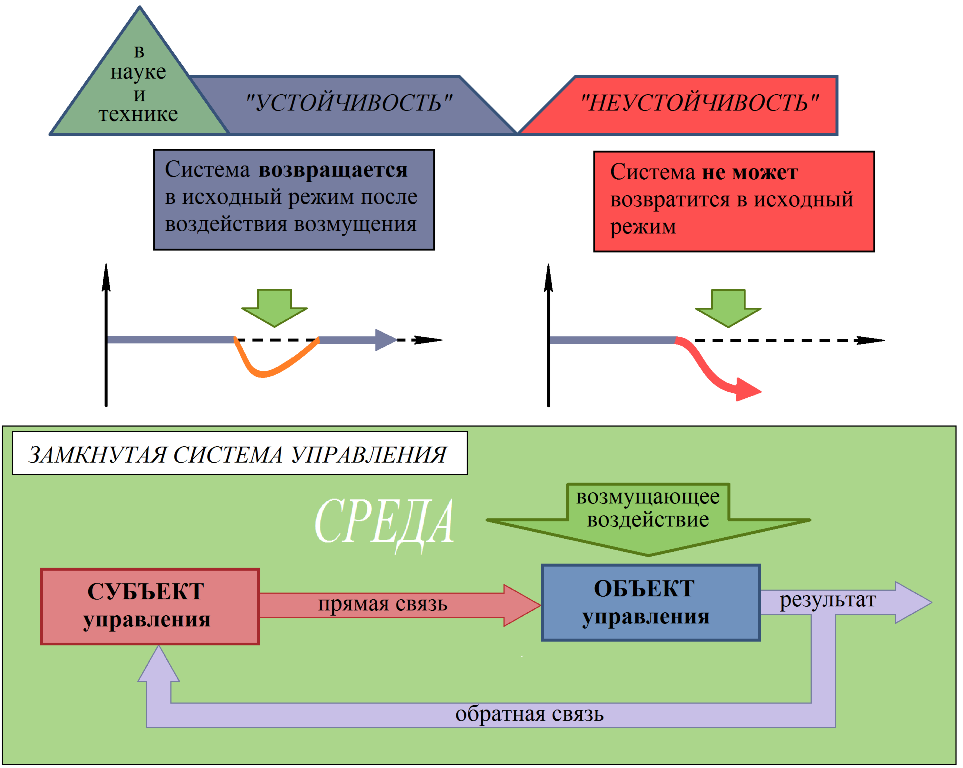 в
науке
и
технике
"УСТОЙЧИВОСТЬ"
"НЕУСТОЙЧИВОСТЬ"
Система возвращается
в исходный режим после
воздействия возмущения
Система не может
возвратится в исходный
режим
ЗАМКНУТАЯ СИСТЕМА УПРАВЛЕНИЯ
СРЕДА
возмущающее
воздействие
СУБЪЕКТ
управления
прямая связь
ОБЪЕКТ
управления
результат
обратная связь